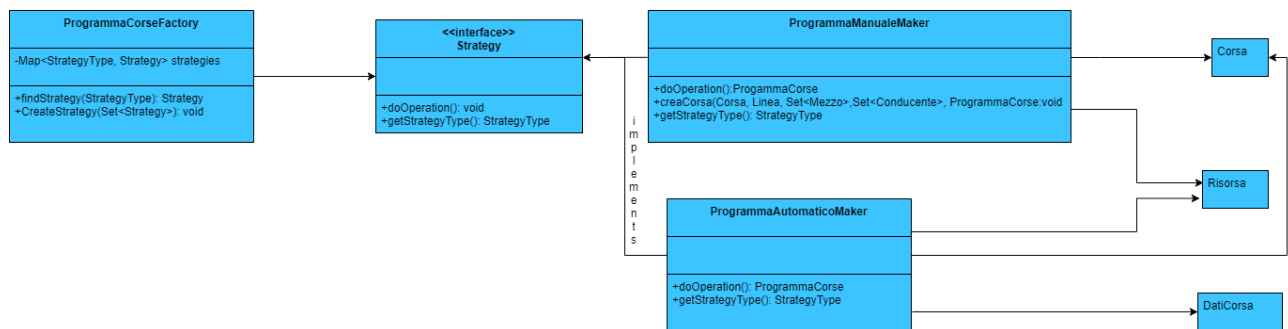 ProgrammaCorseFactory
-Map<StrategyType, Strategy> strategies
+findStrategy(StrategyType): Strategy
+CreateStrategy(Set<Strategy>): void
<<interface>>
Strategy
+doOperation(): void
+getStrategyType(): StrategyType
implements
ProgrammaManualeMaker
+doOperation():ProgammaCorse
+creaCorsa(Corsa, Linea, Set<Mezzo>,Set<Conducente>, ProgrammaCorse:void
+getStrategyType(): StrategyType
Corsa
Risorsa
ProgrammaAutomaticoMaker
+doOperation(): ProgrammaCorse
+getStrategyType(): StrategyType
DatiCorsa